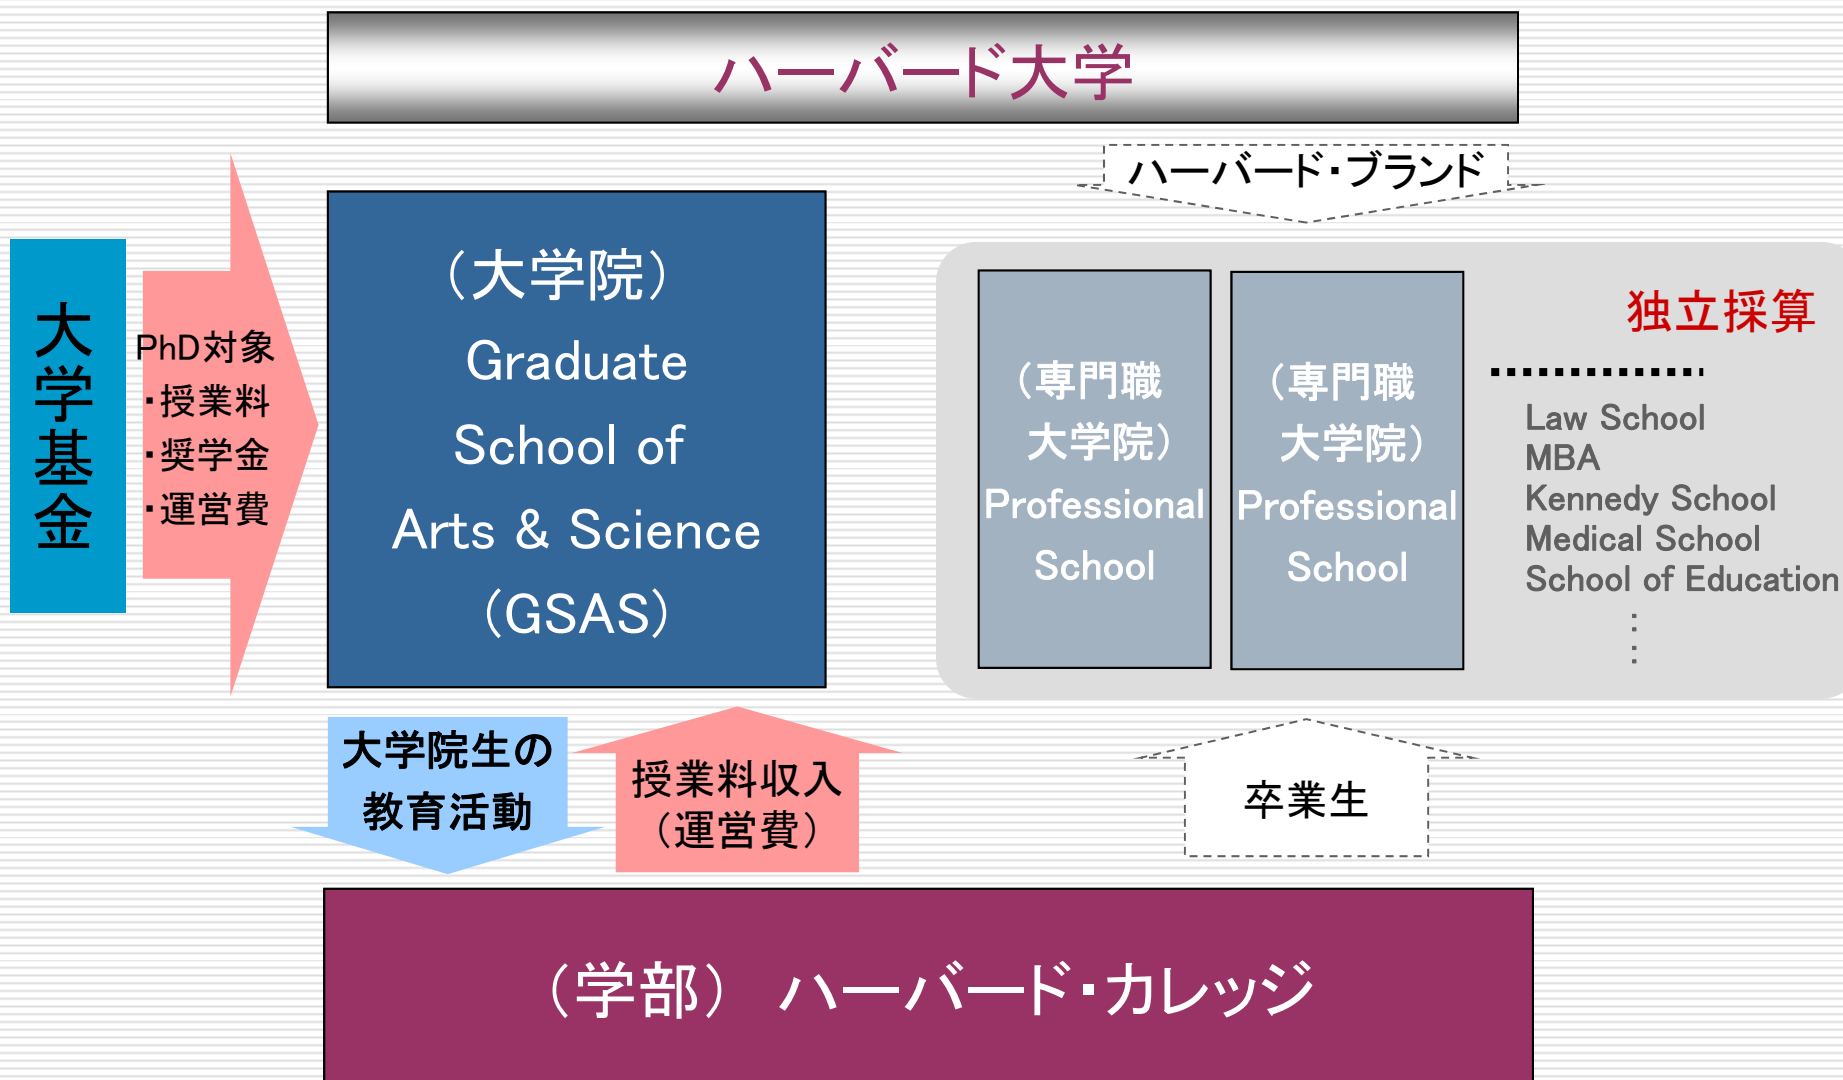 ハーバード大学
ハーバード・ブランド
大学基金
PhD対象
・授業料
・奨学金
・運営費
（大学院）
Graduate
School of
Arts & Science
（GSAS）
（専門職
大学院）
Professional
School
（専門職
大学院）
Professional
School
独立採算
Law School
MBA
Kennedy School
Medical School
School of Education
大学院生の
教育活動
授業料収入
（運営費）
卒業生
（学部） ハーバード・カレッジ